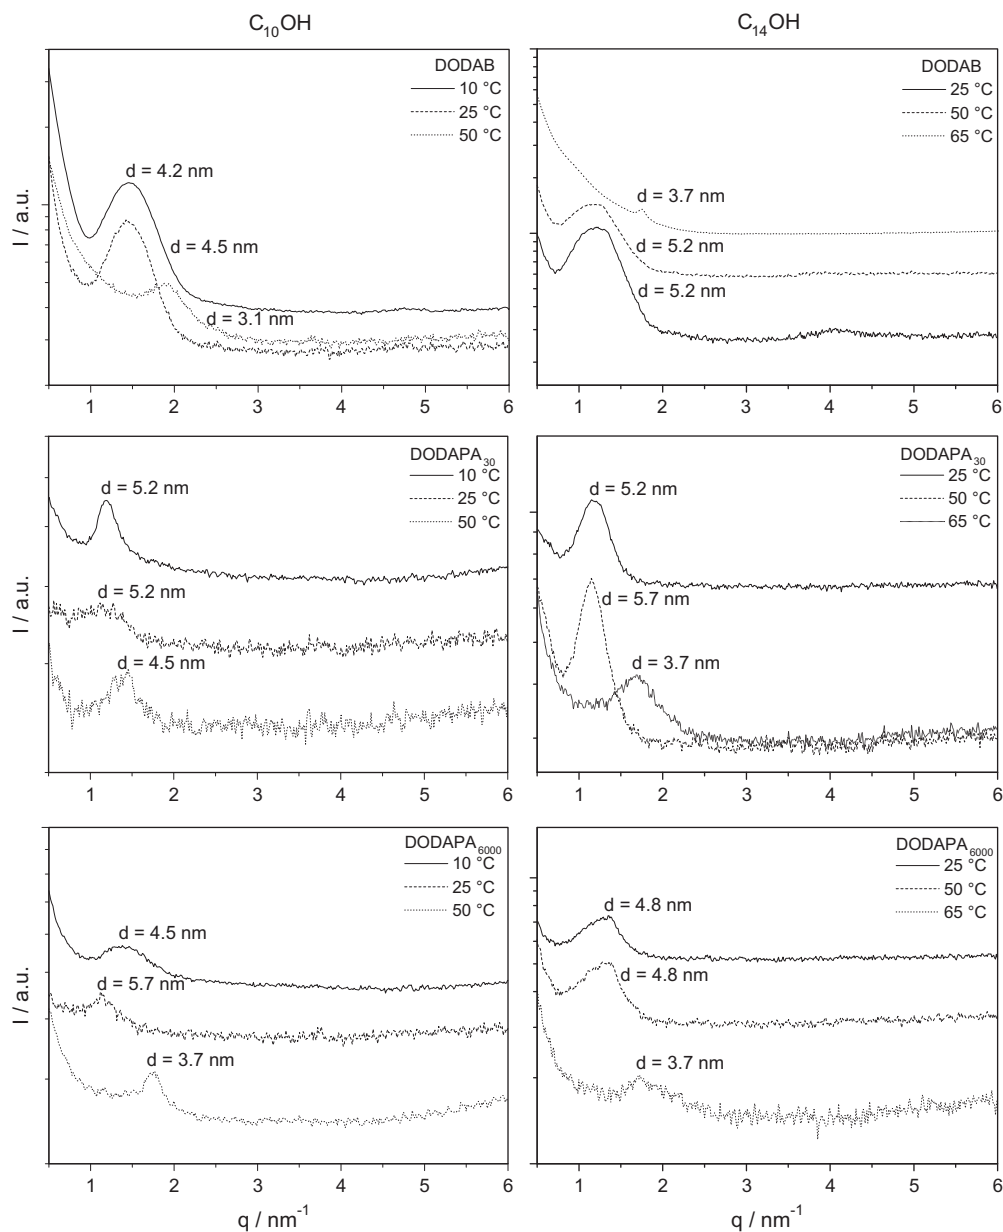 C₁₀OH
C₁₄OH
DODAB
10 °C
25 °C
50 °C
d = 4.2 nm
d = 4.5 nm
d = 3.1 nm
I / a.u.
1 2 3 4 5 6
DODAB
25 °C
50 °C
65 °C
d = 3.7 nm
d = 5.2 nm
d = 5.2 nm
1 2 3 4 5 6
DODAPA₃₀
10 °C
25 °C
50 °C
d = 5.2 nm
d = 5.2 nm
d = 4.5 nm
I / a.u.
1 2 3 4 5 6
DODAPA₃₀
25 °C
50 °C
65 °C
d = 5.2 nm
d = 5.7 nm
d = 3.7 nm
1 2 3 4 5 6
DODAPA₆₀₀₀
10 °C
25 °C
50 °C
d = 4.5 nm
d = 5.7 nm
d = 3.7 nm
I / a.u.
1 2 3 4 5 6
q / nm⁻¹
DODAPA₆₀₀₀
25 °C
50 °C
65 °C
d = 4.8 nm
d = 4.8 nm
d = 3.7 nm
1 2 3 4 5 6
q / nm⁻¹